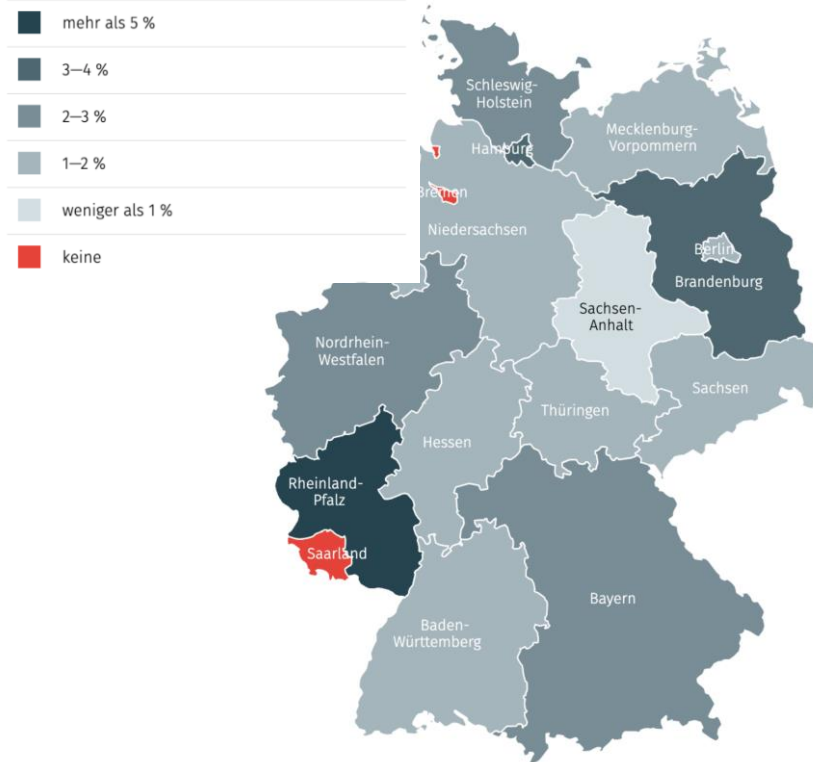 mehr als 5 %
3–4 %
2–3 %
1–2 %
weniger als 1 %
keine
Schleswig-
Holstein
Mecklenburg-
Vorpommern
Hamburg
Bremen
Niedersachsen
Berlin
Brandenburg
Sachsen-
Anhalt
Nordrhein-
Westfalen
Sachsen
Thüringen
Hessen
Rheinland-
Pfalz
Saarland
Bayern
Baden-
Württemberg